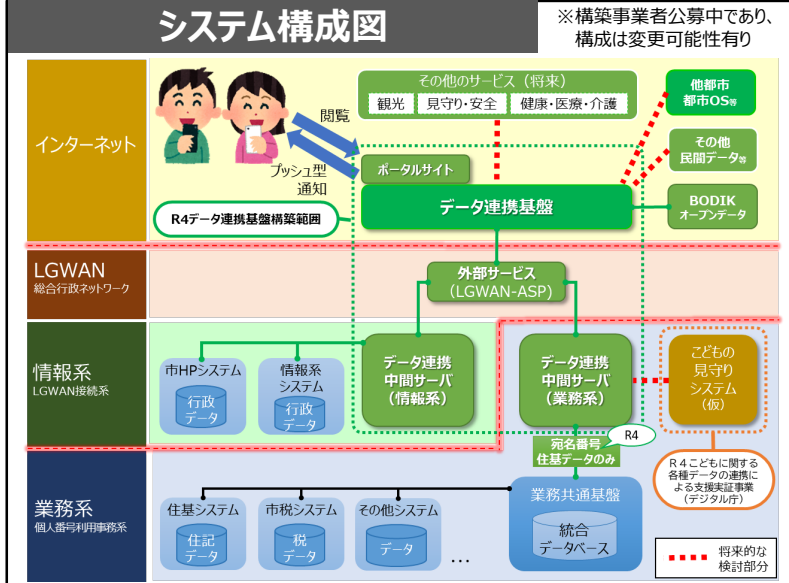 システム構成図
※構築事業者公募中であり、
構成は変更可能性有り
インターネット
閲覧
プッシュ型
通知
その他のサービス（将来）
観光
見守り・安全
健康・医療・介護
他都市
都市OS等
その他
民間データ等
ポータルサイト
データ連携基盤
BODIK
オープンデータ
R4データ連携基盤構築範囲
LGWAN
総合行政ネットワーク
外部サービス
(LGWAN-ASP)
情報系
LGWAN接続系
市HPシステム
行政
データ
情報系
システム
行政
データ
データ連携
中間サーバ
（情報系）
データ連携
中間サーバ
（業務系）
こどもの
見守り
システム
（仮）
R4
宛名番号
住基データのみ
R４こどもに関する
各種データの連携に
よる支援実証事業
（デジタル庁）
業務系
個人番号利用事務系
住基システム
住記
データ
市税システム
税
データ
その他システム
データ
…
業務共通基盤
統合
データベース
将来的な
検討部分